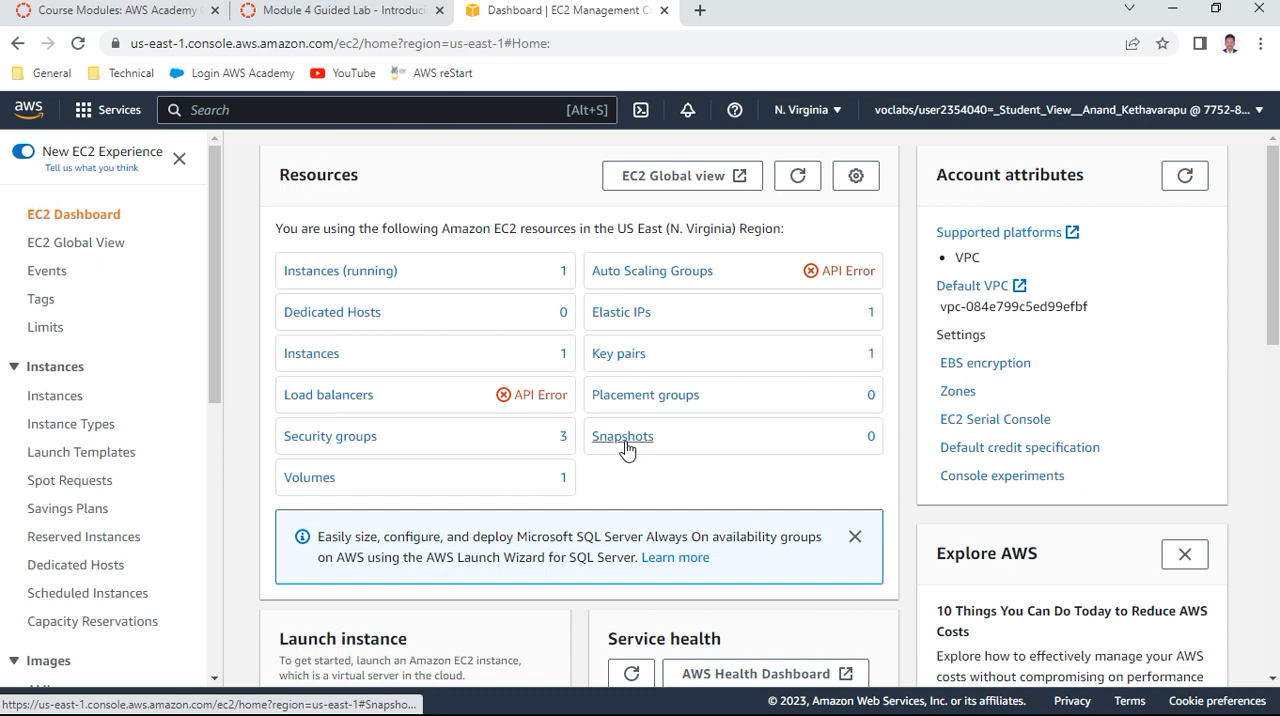 Course Modules: AWS Academy
Module 4 Guided Lab - Introduci
Dashboard | EC2 Management C
us-east-1.console.aws.amazon.com/ec2/home?region=us-east-1#Home:
General
Technical
Login AWS Academy
YouTube
AWS reStart
aws
Services
Search
[Alt+S]
N. Virginia
voclabs/user2354040=_Student_View__Anand_Kethavarapu @ 7752-8...
New EC2 Experience
Tell us what you think
EC2 Dashboard
EC2 Global View
Events
Tags
Limits
Instances
Instances
Instance Types
Launch Templates
Spot Requests
Savings Plans
Reserved Instances
Dedicated Hosts
Scheduled Instances
Capacity Reservations
Images
Resources
EC2 Global view
You are using the following Amazon EC2 resources in the US East (N. Virginia) Region:
Instances (running) 1
Auto Scaling Groups API Error
Dedicated Hosts 0
Elastic IPs 1
Instances 1
Key pairs 1
Load balancers API Error
Placement groups 0
Security groups 3
Snapshots 0
Volumes 1
Easily size, configure, and deploy Microsoft SQL Server Always On availability groups
on AWS using the AWS Launch Wizard for SQL Server. Learn more
Launch instance
To get started, launch an Amazon EC2 instance,
which is a virtual server in the cloud.
Service health
AWS Health Dashboard
Account attributes
Supported platforms
• VPC
Default VPC
vpc-084e799c5ed99efbf
Settings
EBS encryption
Zones
EC2 Serial Console
Default credit specification
Console experiments
Explore AWS
10 Things You Can Do Today to Reduce AWS
Costs
Explore how to effectively manage your AWS
costs without compromising on performance
https://us-east-1.console.aws.amazon.com/ec2/home?region=us-east-1#Snapsho...
© 2023, Amazon Web Services, Inc. or its affiliates.
Privacy
Terms
Cookie preferences